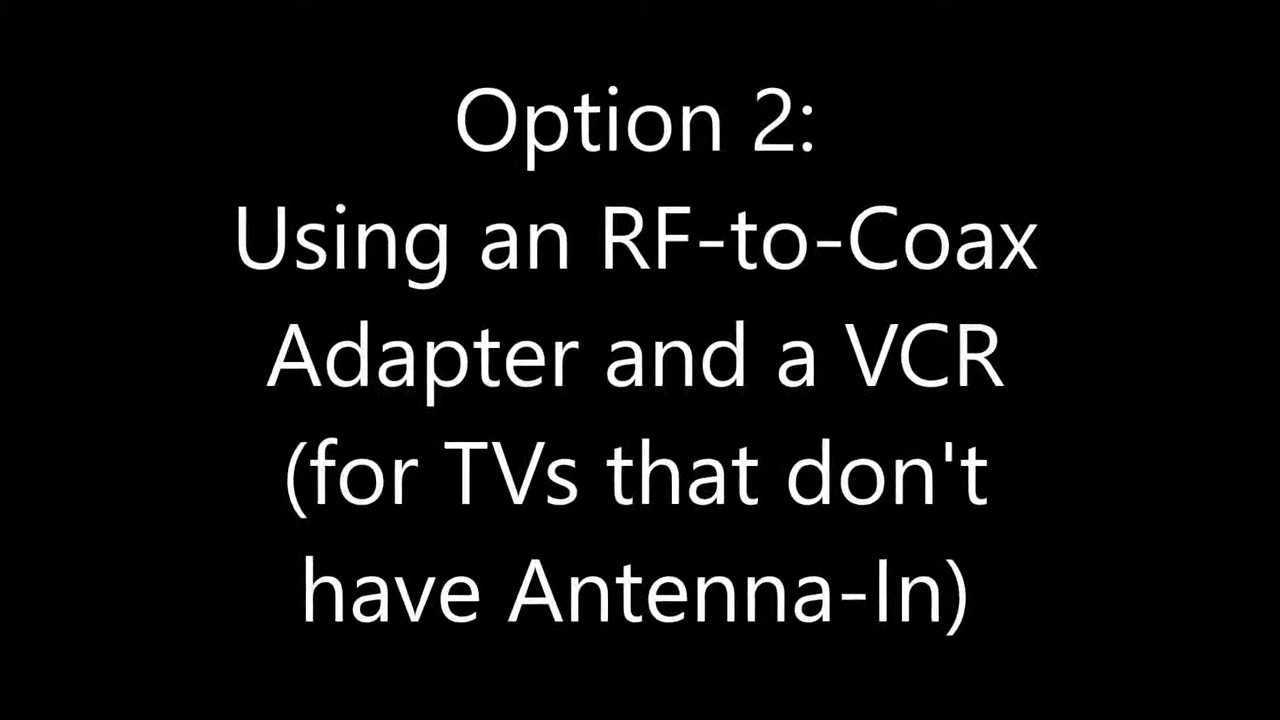 Option 2:
Using an RF-to-Coax
Adapter and a VCR
(for TVs that don't
have Antenna-In)